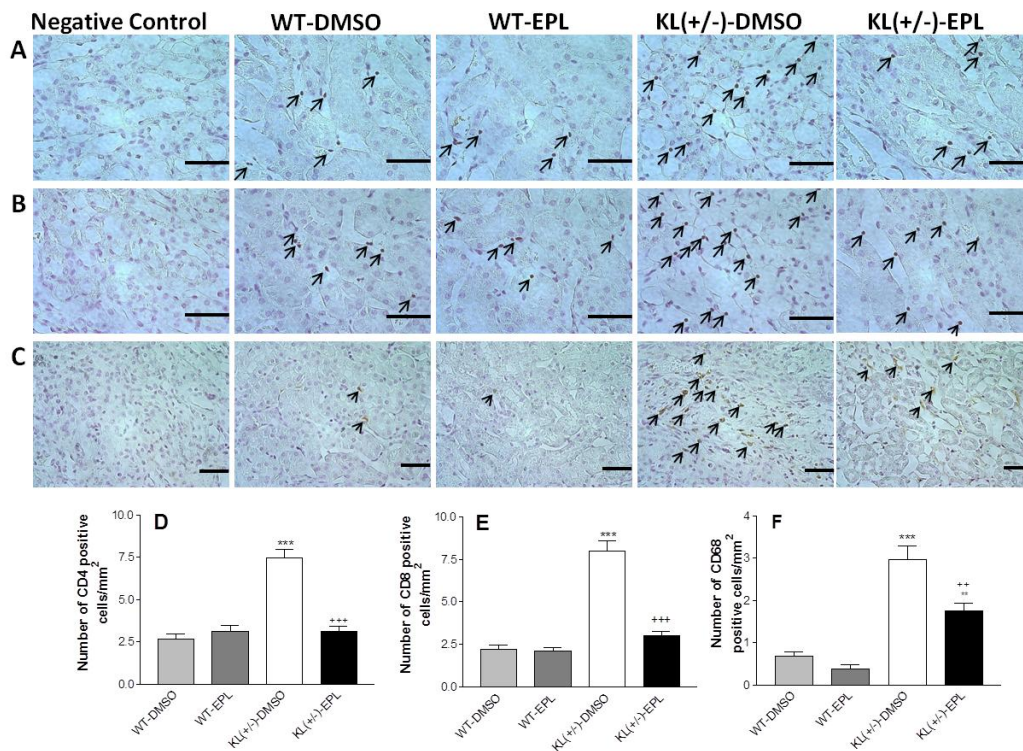 Negative Control WT-DMSO WT-EPL KL(+/-)-DMSO KL(+/-)-EPL
A
B
C
D
Number of CD4 positive
cells/mm2
10.0
7.5
5.0
2.5
0.0
***
+++
WT-DMSO
WT-EPL
KL(+/-)-DMSO
KL(+/-)-EPL
E
Number of CD8 positive
cells/mm2
10.0
7.5
5.0
2.5
0.0
***
+++
WT-DMSO
WT-EPL
KL(+/-)-DMSO
KL(+/-)-EPL
F
Number of CD68
positive cells/mm2
4
3
2
1
0
***
++
**
WT-DMSO
WT-EPL
KL(+/-)-DMSO
KL(+/-)-EPL